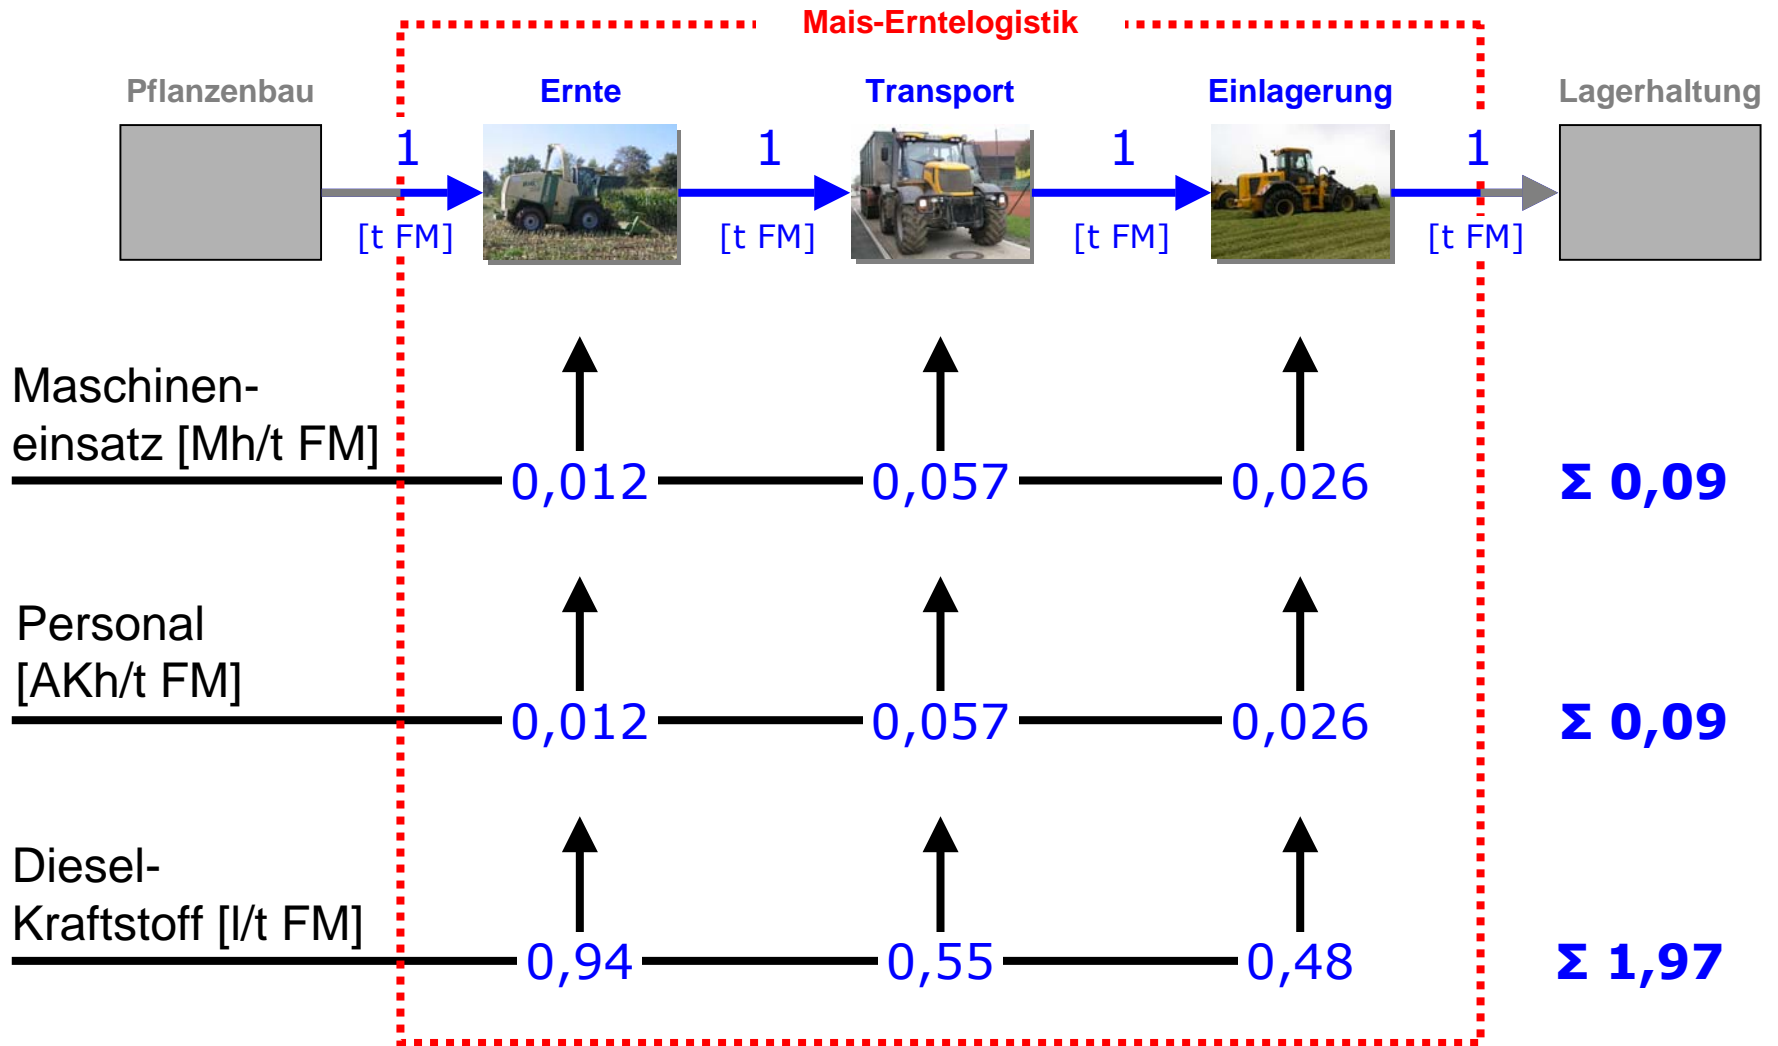 Mais-Erntelogistik
Pflanzenbau
Ernte
Transport
Einlagerung
Lagerhaltung
1
1
1
1
[t FM]
[t FM]
[t FM]
[t FM]
Maschinen-
einsatz [Mh/t FM]
0,012
0,057
0,026
Σ 0,09
Personal
[AKh/t FM]
0,012
0,057
0,026
Σ 0,09
Diesel-
Kraftstoff [l/t FM]
0,94
0,55
0,48
Σ 1,97